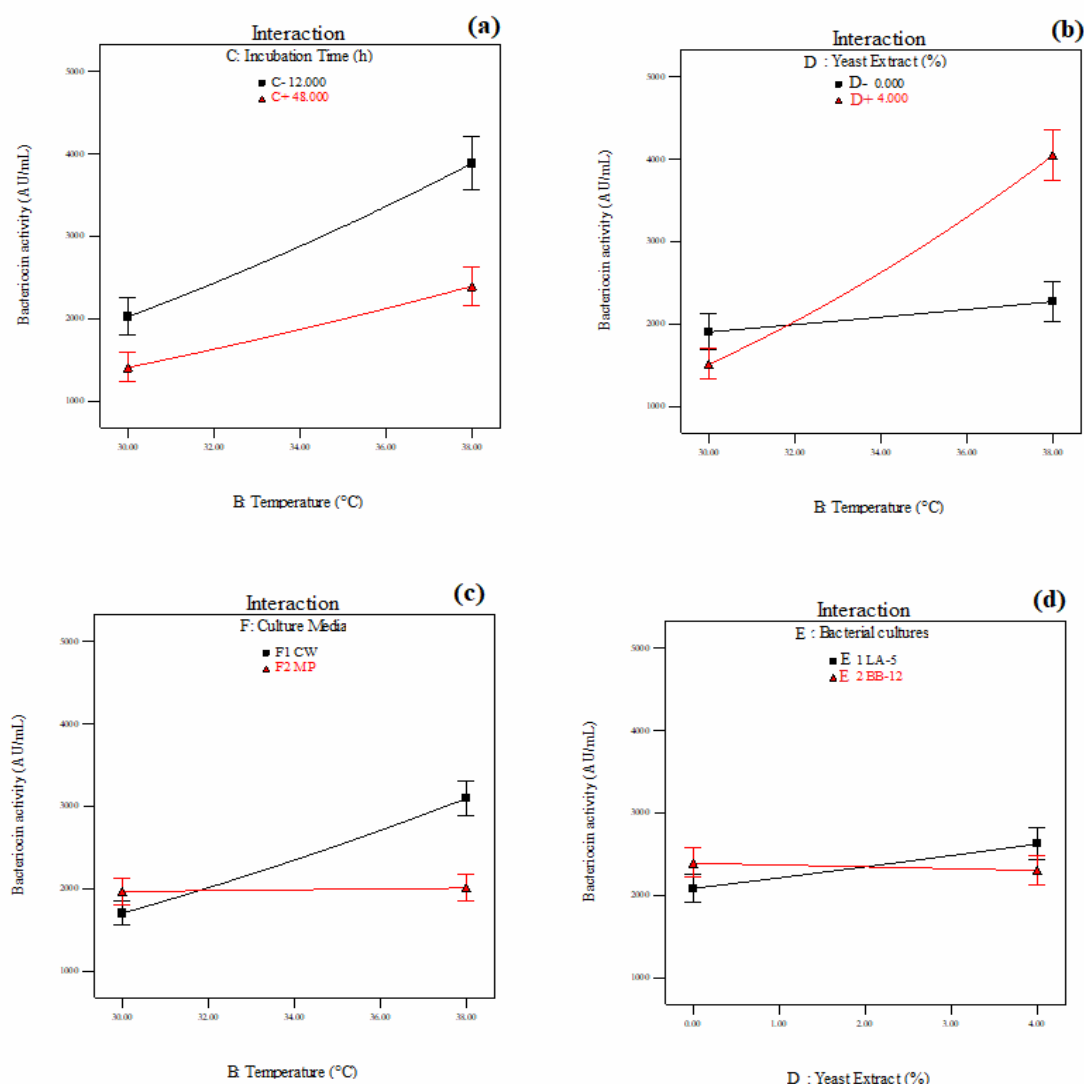 (a)
Interaction
C: Incubation Time (h)
C- 12.000
C+ 48.000
Bacteriocin activity (AU/mL)
5000
4000
3000
2000
1000
30.00 32.00 34.00 36.00 38.00
B: Temperature (°C)
(b)
Interaction
D : Yeast Extract (%)
D- 0.000
D+ 4.000
Bacteriocin activity (AU/mL)
5000
4000
3000
2000
1000
30.00 32.00 34.00 36.00 38.00
B: Temperature (°C)
(c)
Interaction
F: Culture Media
F1 CW
F2 MP
Bacteriocin activity (AU/mL)
5000
4000
3000
2000
1000
30.00 32.00 34.00 36.00 38.00
B: Temperature (°C)
(d)
Interaction
E : Bacterial cultures
E 1 LA-5
E 2 BB-12
Bacteriocin activity (AU/mL)
5000
4000
3000
2000
1000
0.00 1.00 2.00 3.00 4.00
D : Yeast Extract (%)